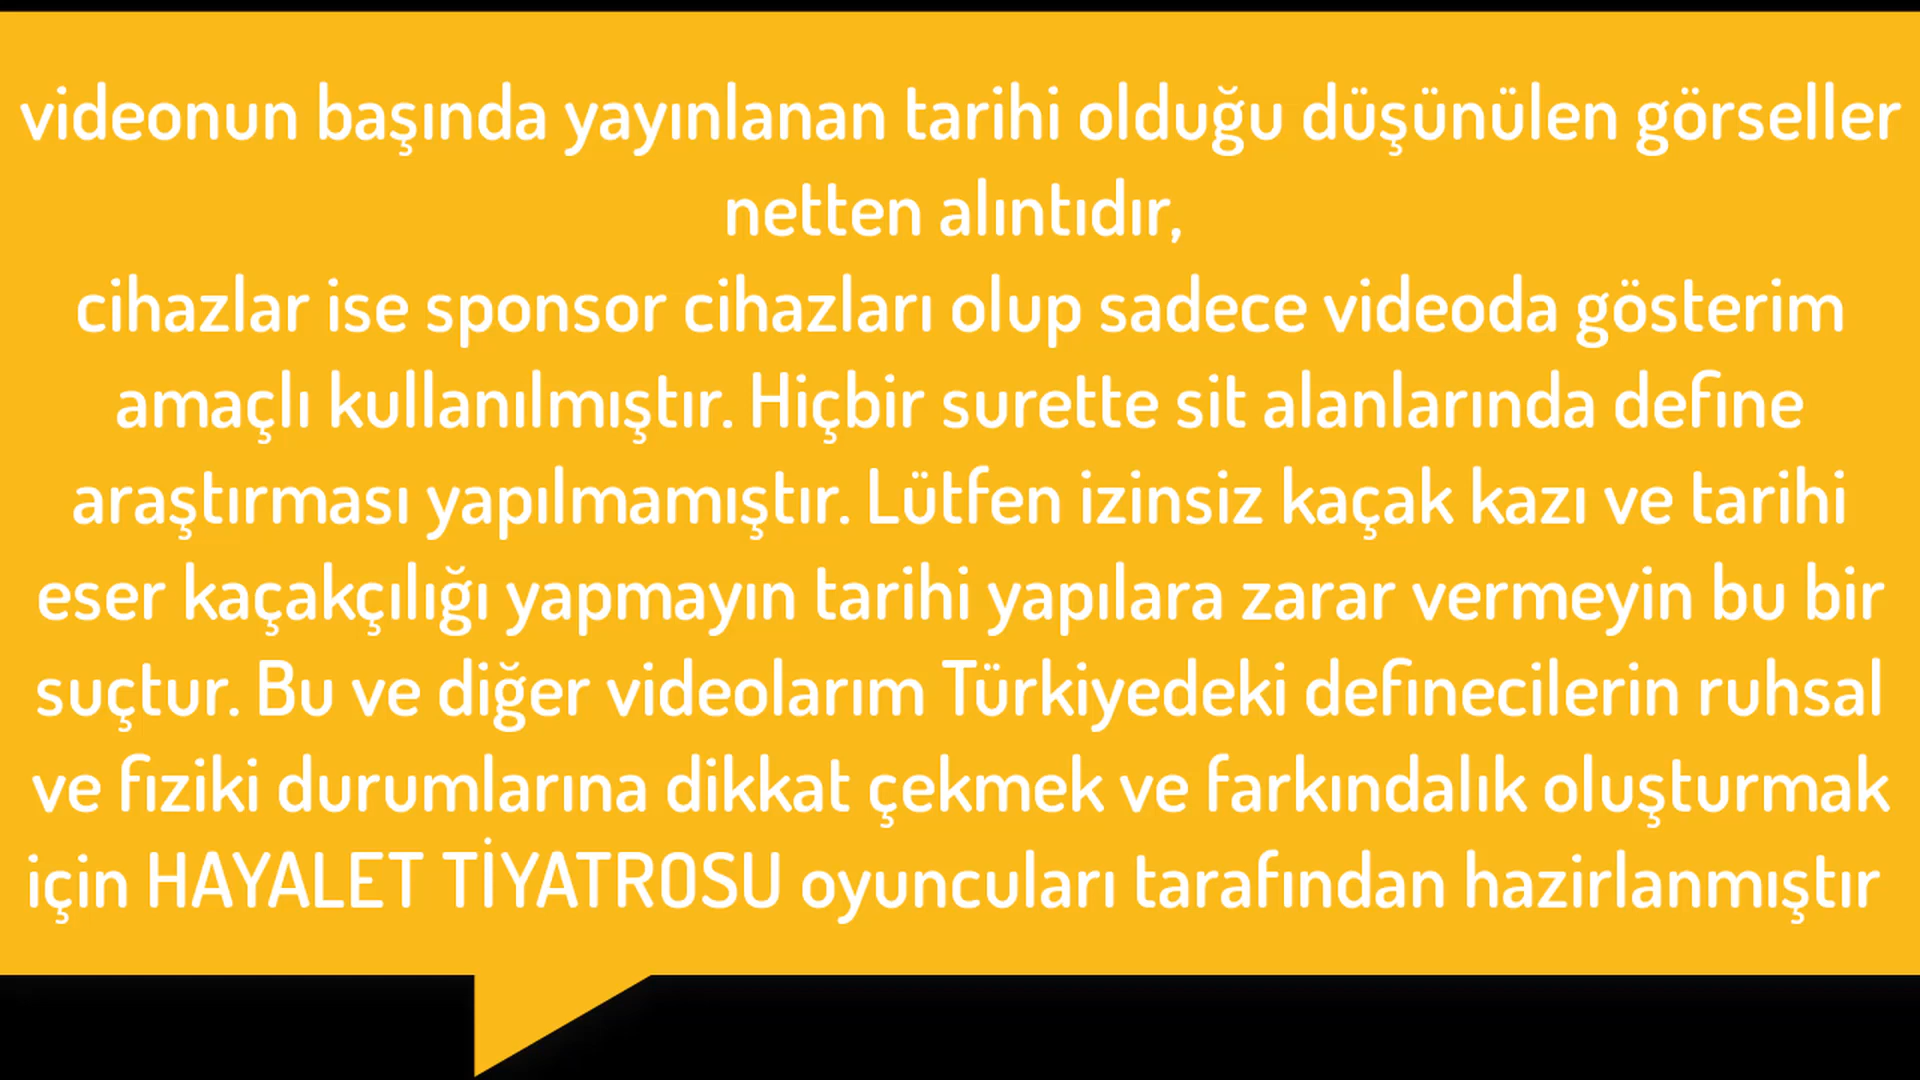 videonun başında yayınlanan tarihi olduğu düşünülen görseller
netten alıntıdır,
cihazlar ise sponsor cihazları olup sadece videoda gösterim
amaçlı kullanılmıştır. Hiçbir surette sit alanlarında define
araştırması yapılmamıştır. Lütfen izinsiz kaçak kazı ve tarihi
eser kaçakçılığı yapmayın tarihi yapılara zarar vermeyin bu bir
suçtur. Bu ve diğer videolarım Türkiyedeki definecilerin ruhsal
ve fiziki durumlarına dikkat çekmek ve farkındalık oluşturmak
için HAYALET TİYATROSU oyuncuları tarafından hazirlanmıştır